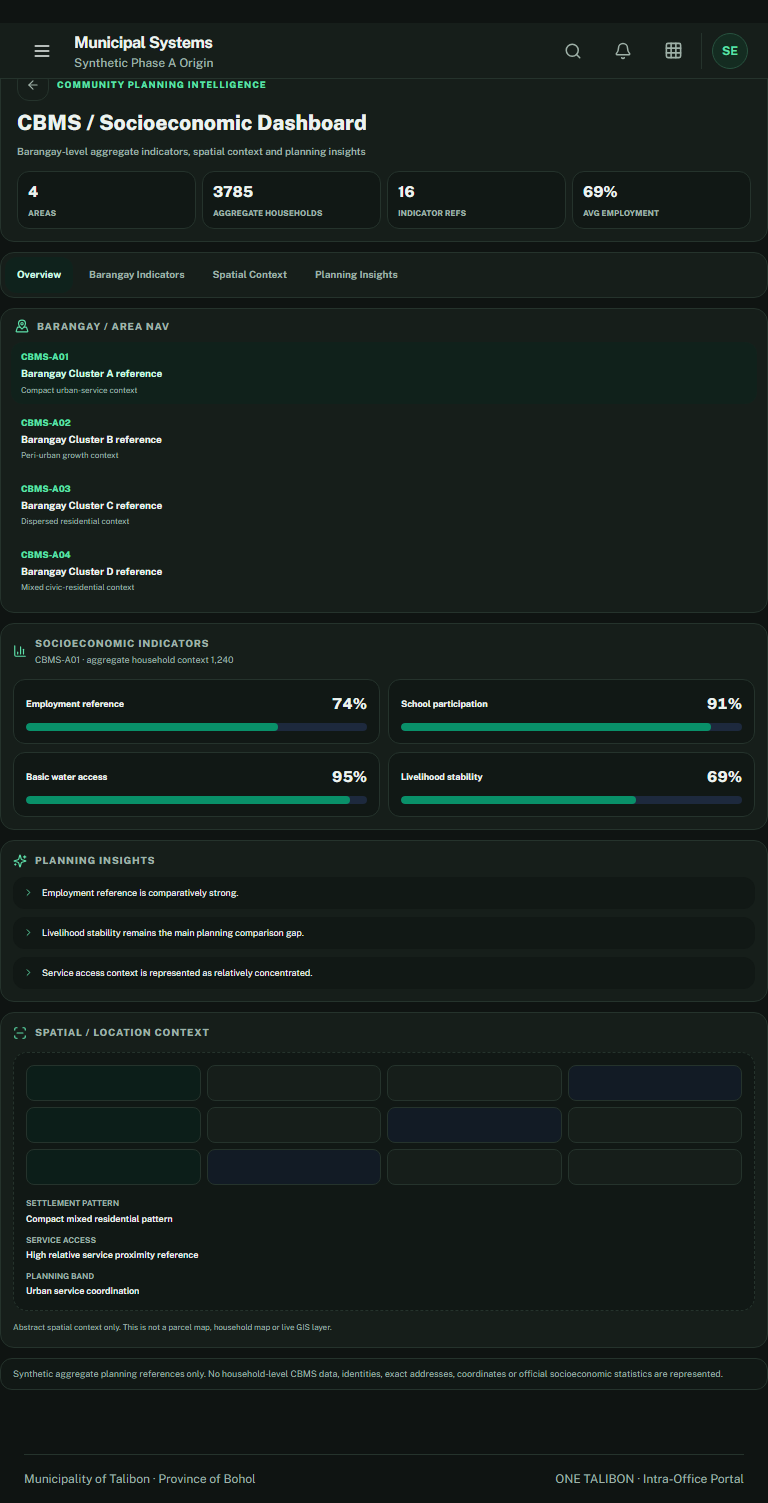 Municipal Systems
Synthetic Phase A Origin
SE
COMMUNITY PLANNING INTELLIGENCE
CBMS / Socioeconomic Dashboard
Barangay-level aggregate indicators, spatial context and planning insights
4
AREAS
3785
AGGREGATE HOUSEHOLDS
16
INDICATOR REFS
69%
AVG EMPLOYMENT
Overview
Barangay Indicators
Spatial Context
Planning Insights
BARANGAY / AREA NAV
CBMS-A01
Barangay Cluster A reference
Compact urban-service context
CBMS-A02
Barangay Cluster B reference
Peri-urban growth context
CBMS-A03
Barangay Cluster C reference
Dispersed residential context
CBMS-A04
Barangay Cluster D reference
Mixed civic-residential context
SOCIOECONOMIC INDICATORS
CBMS-A01 · aggregate household context 1,240
Employment reference 74%
School participation 91%
Basic water access 95%
Livelihood stability 69%
PLANNING INSIGHTS
Employment reference is comparatively strong.
Livelihood stability remains the main planning comparison gap.
Service access context is represented as relatively concentrated.
SPATIAL / LOCATION CONTEXT
SETTLEMENT PATTERN
Compact mixed residential pattern
SERVICE ACCESS
High relative service proximity reference
PLANNING BAND
Urban service coordination
Abstract spatial context only. This is not a parcel map, household map or live GIS layer.
Synthetic aggregate planning references only. No household-level CBMS data, identities, exact addresses, coordinates or official socioeconomic statistics are represented.
Municipality of Talibon · Province of Bohol
ONE TALIBON · Intra-Office Portal